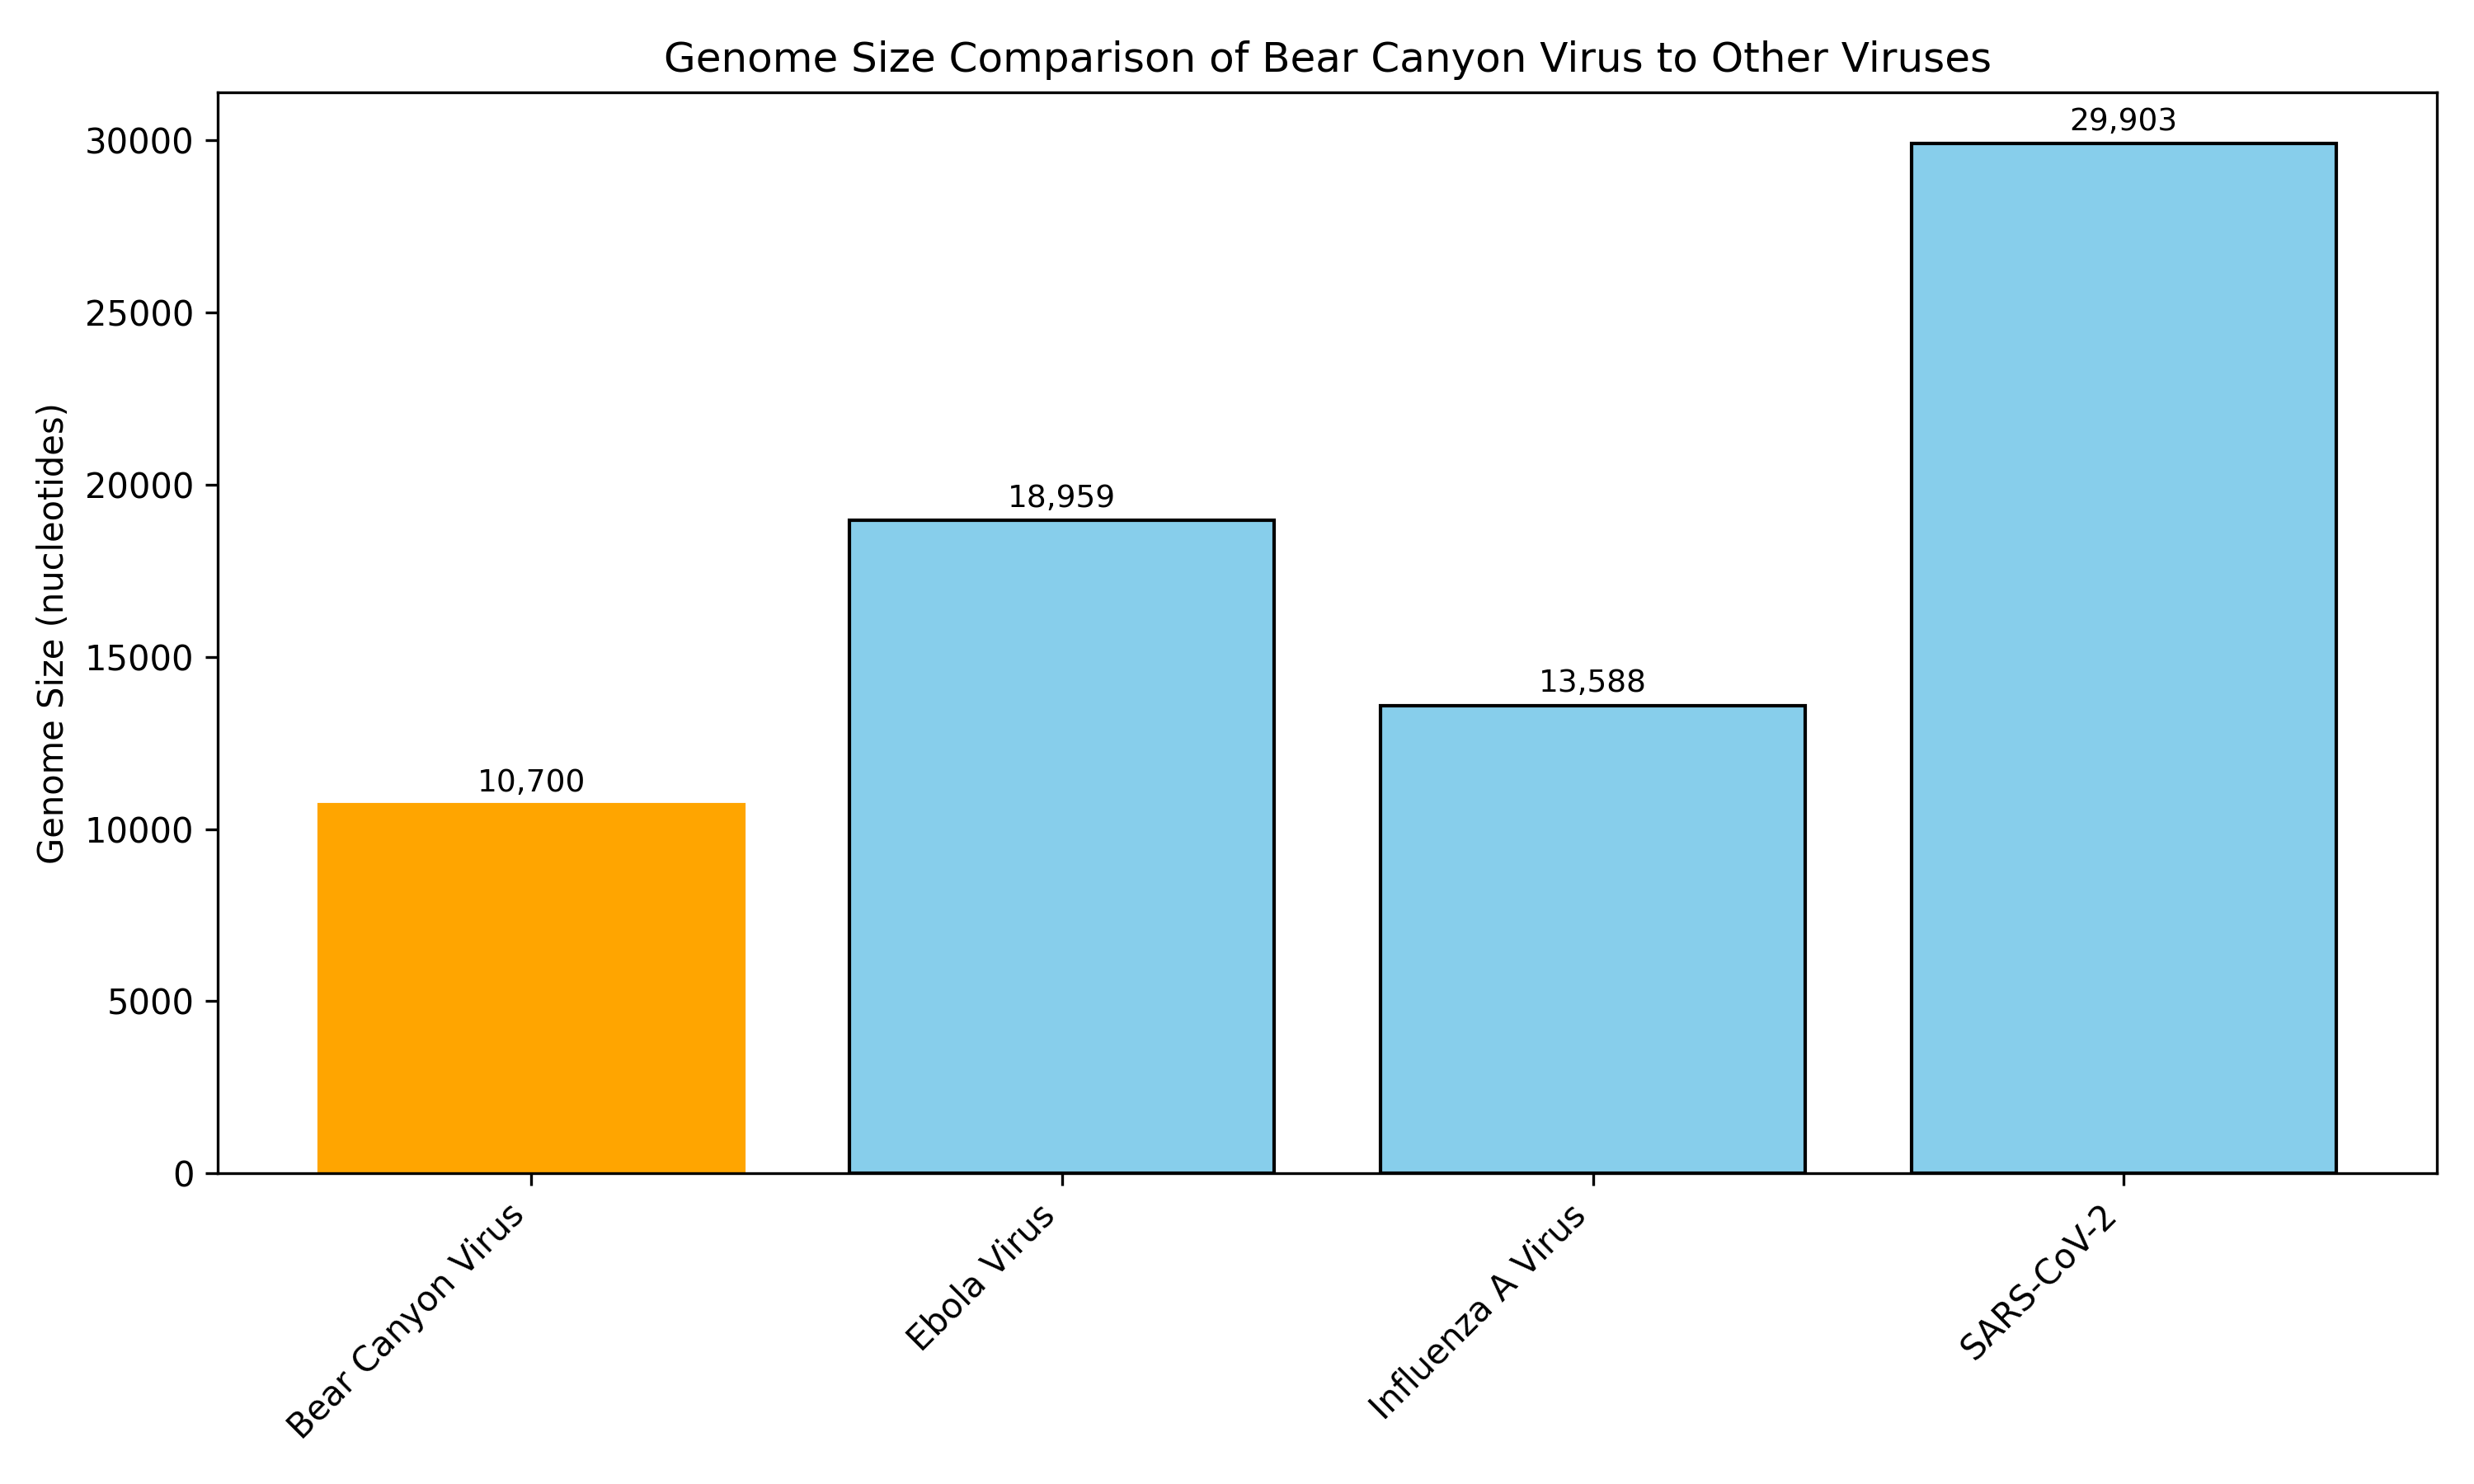 Genome Size Comparison of Bear Canyon Virus to Other Viruses
Genome Size (nucleotides)
30000
25000
20000
15000
10000
5000
0
10,700
18,959
13,588
29,903
Bear Canyon Virus
Ebola Virus
Influenza A Virus
SARS-CoV-2